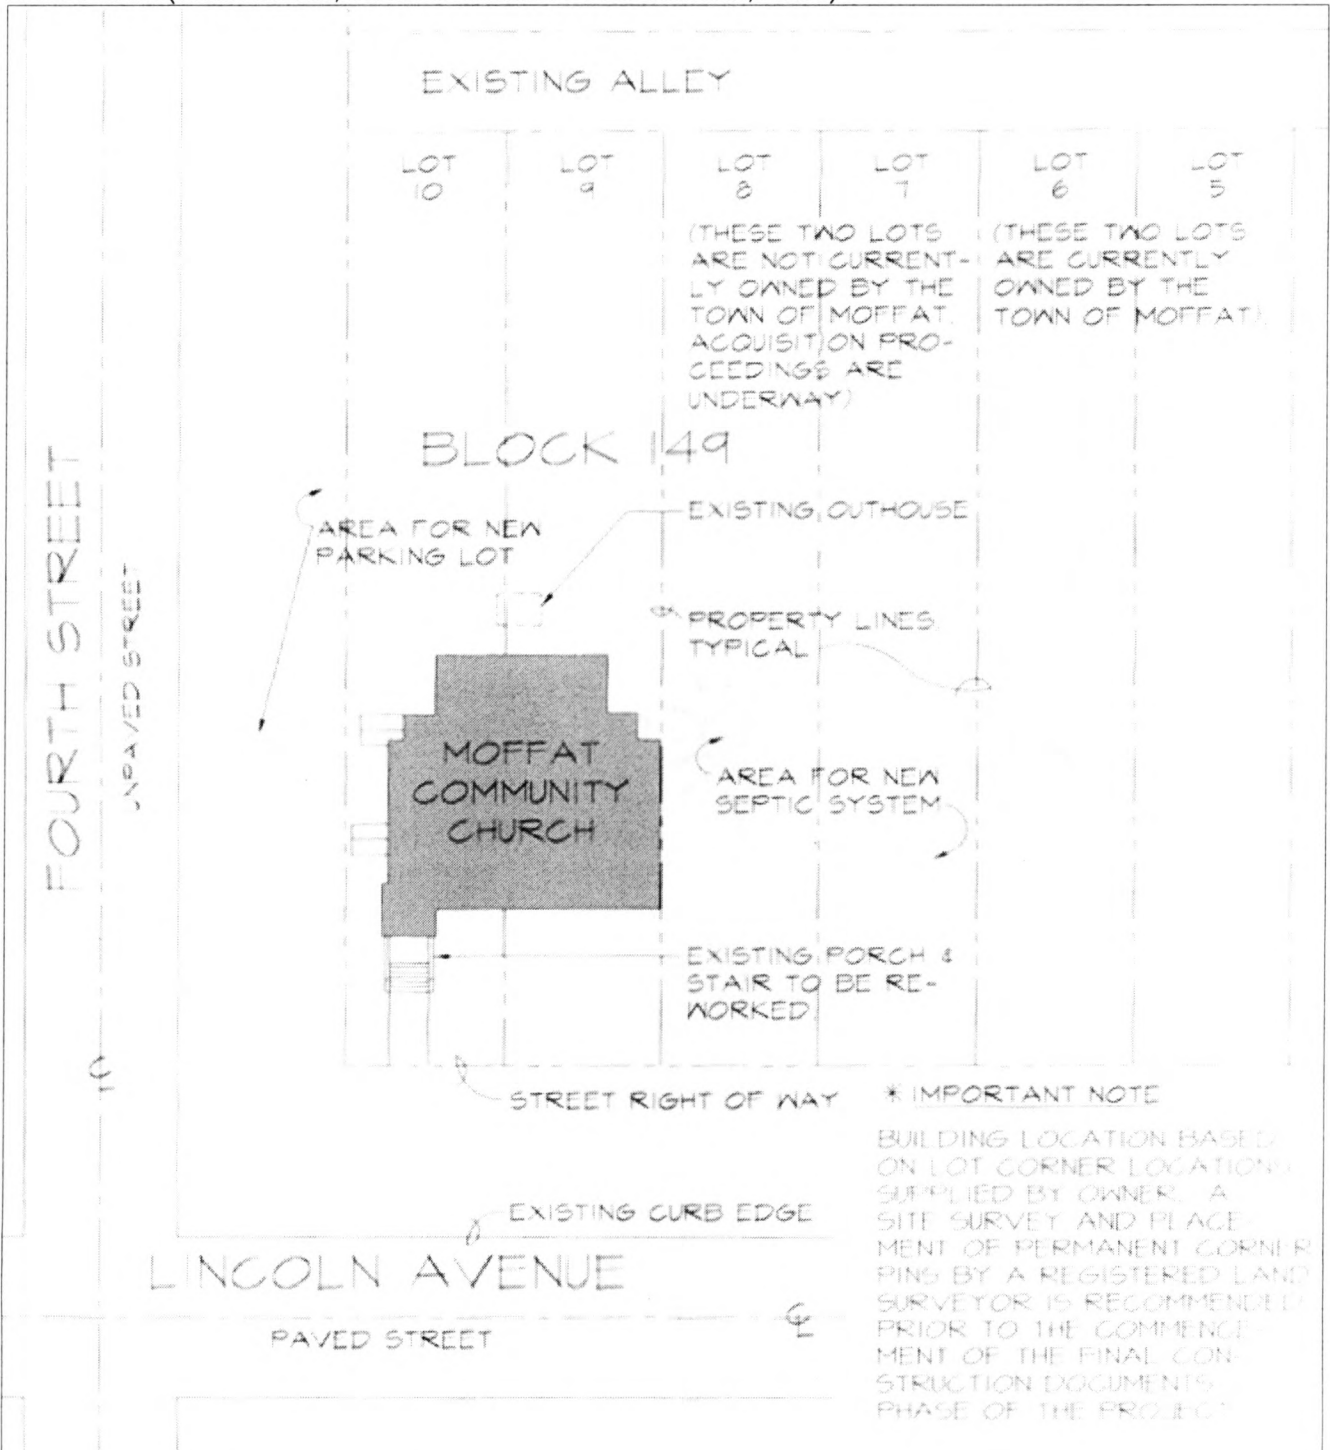 EXISTING ALLEY
LOT
10
LOT
9
LOT
8
LOT
7
LOT
6
LOT
5
(THESE TWO LOTS
ARE NOT CURRENT-
LY OWNED BY THE
TOWN OF MOFFAT.
ACQUISITION PRO-
CEEDINGS ARE
UNDERWAY)
(THESE TWO LOTS
ARE CURRENTLY
OWNED BY THE
TOWN OF MOFFAT).
BLOCK 149
EXISTING OUTHOUSE
AREA FOR NEW
PARKING LOT
FOURTH STREET
UNPAVED STREET
PROPERTY LINES
TYPICAL
MOFFAT
COMMUNITY
CHURCH
AREA FOR NEW
SEPTIC SYSTEM
EXISTING PORCH &
STAIR TO BE RE-
WORKED
STREET RIGHT OF WAY
* IMPORTANT NOTE
BUILDING LOCATION BASED
ON LOT CORNER LOCATIONS
SUPPLIED BY OWNER. A
SITE SURVEY AND PLACE-
MENT OF PERMANENT CORNER
PINS BY A REGISTERED LAND
SURVEYOR IS RECOMMENDED
PRIOR TO THE COMMENCE-
MENT OF THE FINAL CON-
STRUCTION DOCUMENTS
PHASE OF THE PROJECT
EXISTING CURB EDGE
LINCOLN AVENUE
PAVED STREET